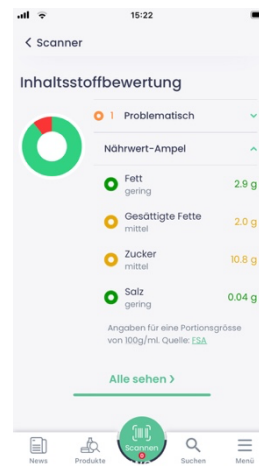 15:22
< Scanner
Inhaltsstoffbewertung
1 Problematisch
Nährwert-Ampel
Fett
gering
2.9 g
Gesättigte Fette
mittel
2.0 g
Zucker
mittel
10.8 g
Salz
gering
0.04 g
Angaben für eine Portionsgrösse
von 100g/ml. Quelle: FSA
Alle sehen >
News
Produkte
Scannen
Suchen
Menü